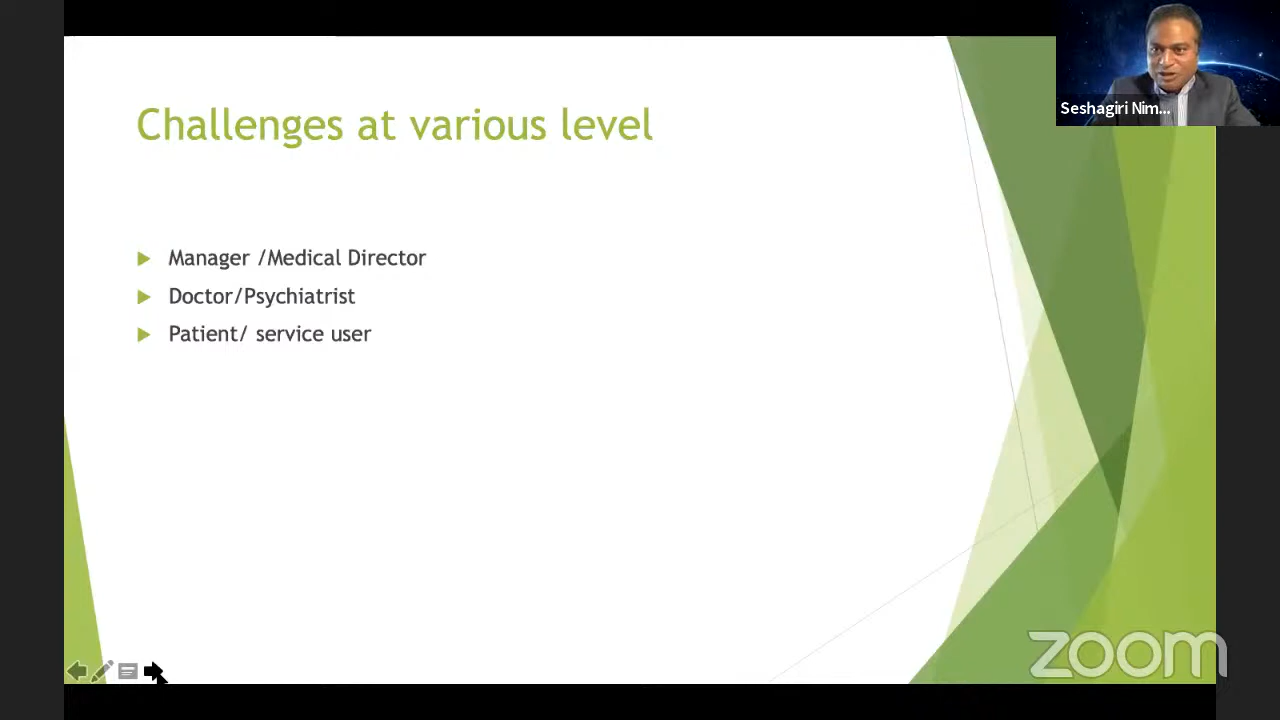 Challenges at various level
Manager /Medical Director
Doctor/Psychiatrist
Patient/ service user
Seshagiri Nim...
zoom